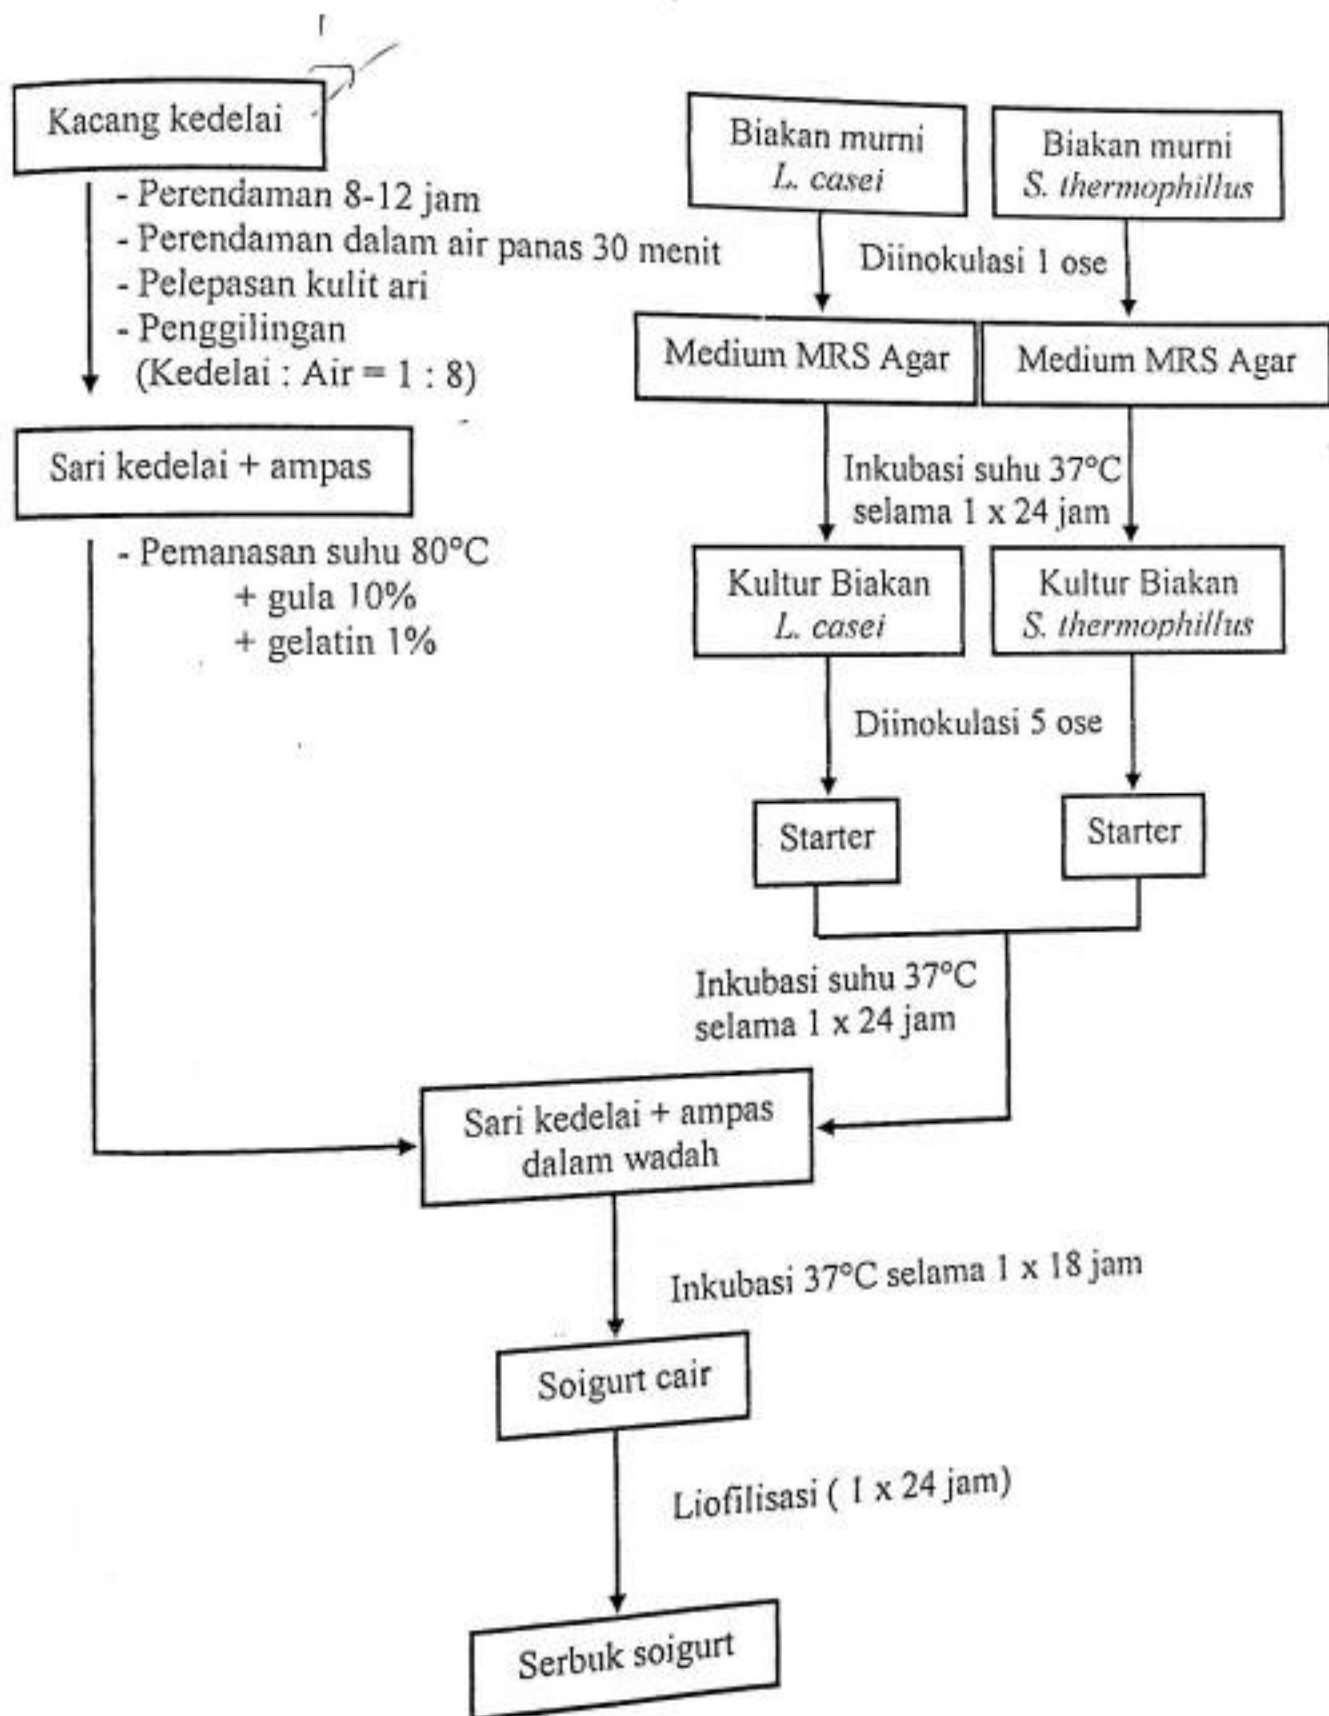 Kacang kedelai
- Perendaman 8-12 jam
- Perendaman dalam air panas 30 menit
- Pelepasan kulit ari
- Penggilingan
(Kedelai : Air = 1 : 8)
Sari kedelai + ampas
- Pemanasan suhu 80°C
+ gula 10%
+ gelatin 1%
Biakan murni
L. casei
Biakan murni
S. thermophillus
Diinokulasi 1 ose
Medium MRS Agar
Medium MRS Agar
Inkubasi suhu 37°C
selama 1 x 24 jam
Kultur Biakan
L. casei
Kultur Biakan
S. thermophillus
Diinokulasi 5 ose
Starter
Starter
Inkubasi suhu 37°C
selama 1 x 24 jam
Sari kedelai + ampas
dalam wadah
Inkubasi 37°C selama 1 x 18 jam
Soigurt cair
Liofilisasi ( 1 x 24 jam)
Serbuk soigurt